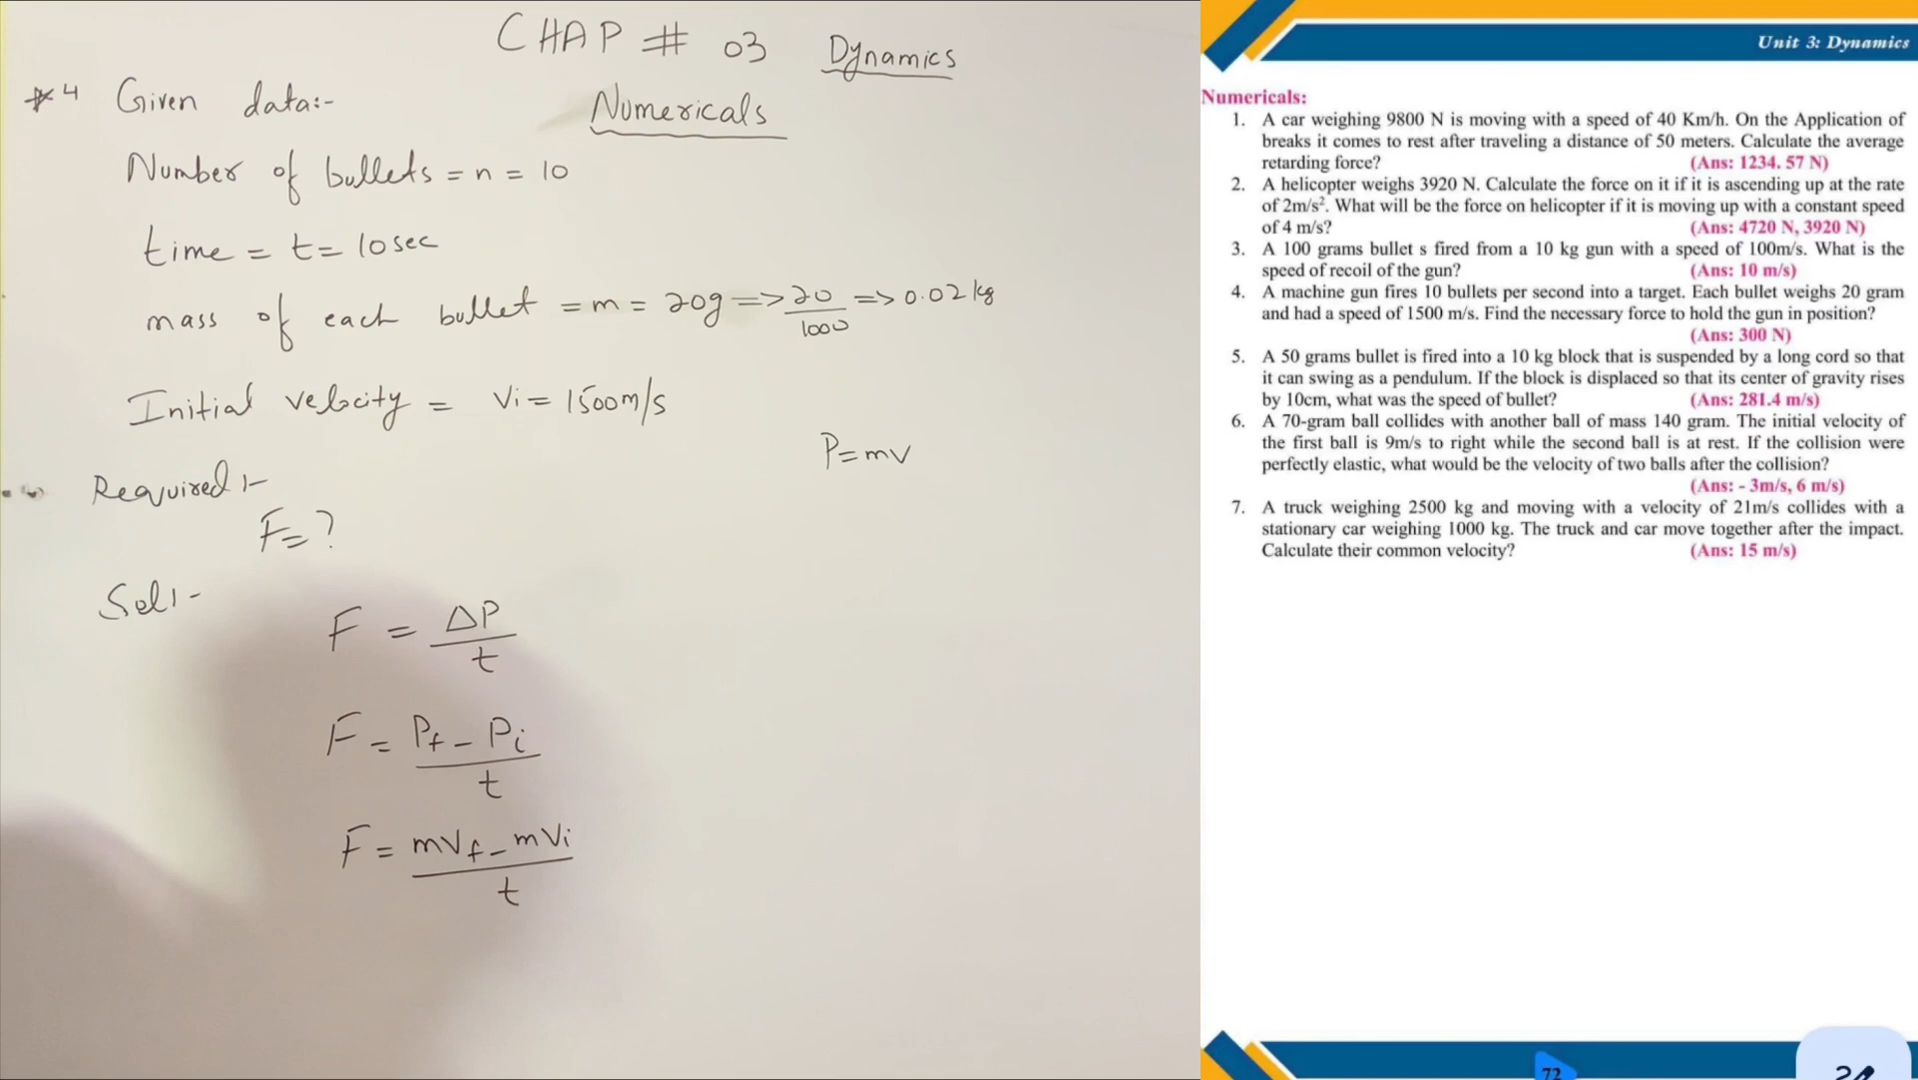 CHAP # 03 Dynamics
Numericals
*4 Given data:-
Number of bullets = n = 10
time = t = 10sec
mass of each bullet = m = 20g => 20/1000 => 0.02 kg
Initial velocity = Vi = 1500m/s
P=mv
Required:-
F=?
Sol:-
F = ΔP/t
F = Pf - Pi/t
F = mVf - mVi/t
Unit 3: Dynamics
Numericals:
1. A car weighing 9800 N is moving with a speed of 40 Km/h. On the Application of
breaks it comes to rest after traveling a distance of 50 meters. Calculate the average
retarding force? (Ans: 1234. 57 N)
2. A helicopter weighs 3920 N. Calculate the force on it if it is ascending up at the rate
of 2m/s². What will be the force on helicopter if it is moving up with a constant speed
of 4 m/s? (Ans: 4720 N, 3920 N)
3. A 100 grams bullet s fired from a 10 kg gun with a speed of 100m/s. What is the
speed of recoil of the gun? (Ans: 10 m/s)
4. A machine gun fires 10 bullets per second into a target. Each bullet weighs 20 gram
and had a speed of 1500 m/s. Find the necessary force to hold the gun in position?
(Ans: 300 N)
5. A 50 grams bullet is fired into a 10 kg block that is suspended by a long cord so that
it can swing as a pendulum. If the block is displaced so that its center of gravity rises
by 10cm, what was the speed of bullet? (Ans: 281.4 m/s)
6. A 70-gram ball collides with another ball of mass 140 gram. The initial velocity of
the first ball is 9m/s to right while the second ball is at rest. If the collision were
perfectly elastic, what would be the velocity of two balls after the collision?
(Ans: - 3m/s, 6 m/s)
7. A truck weighing 2500 kg and moving with a velocity of 21m/s collides with a
stationary car weighing 1000 kg. The truck and car move together after the impact.
Calculate their common velocity? (Ans: 15 m/s)
72